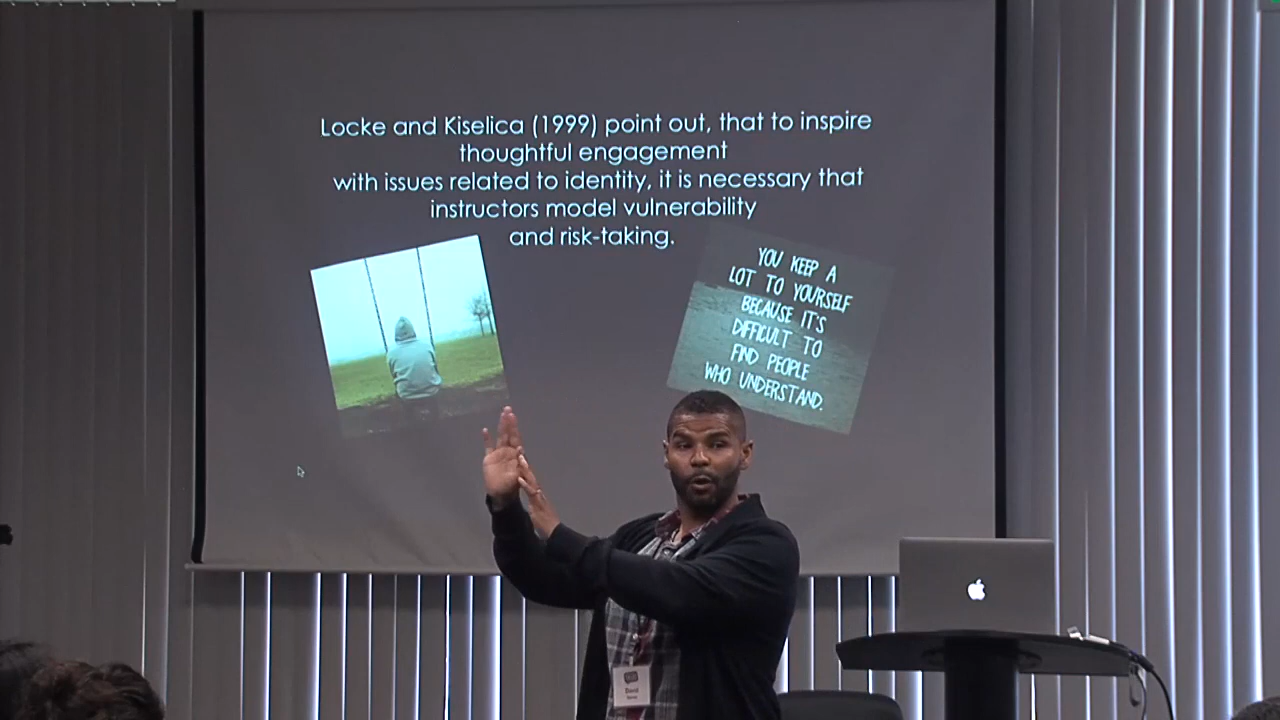 Locke and Kiselica (1999) point out, that to inspire
thoughtful engagement
with issues related to identity, it is necessary that
instructors model vulnerability
and risk-taking.
YOU KEEP A
LOT TO YOURSELF
BECAUSE IT'S
DIFFICULT TO
FIND PEOPLE
WHO UNDERSTAND.
David